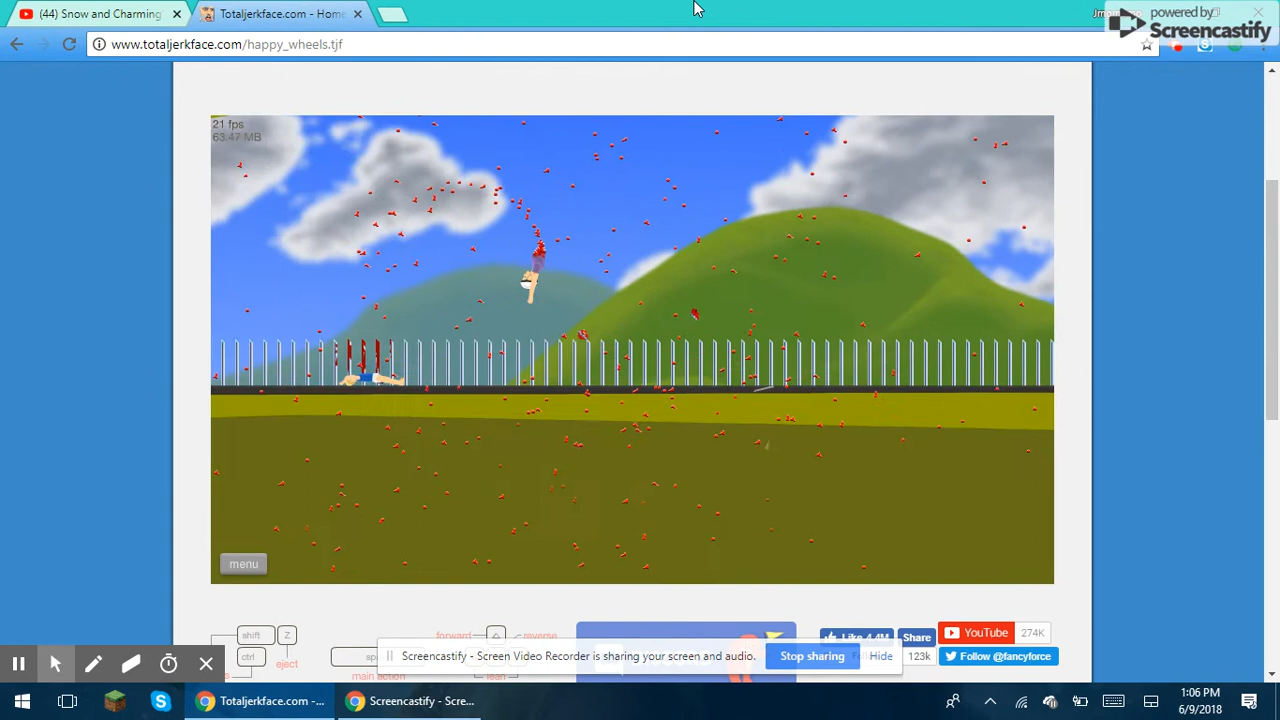 (44) Snow and Charming
Totaljerkface.com - Home
powered by
Screencastify
www.totaljerkface.com/happy_wheels.tjf
21 fps
63.47 MB
menu
shift
Z
forward
reverse
ctrl
eject
Like 4.4M
Share
YouTube
274K
Screencastify - Screen Video Recorder is sharing your screen and audio.
Stop sharing
Hide
123k
Follow @fancyforce
main action
Totaljerkface.com -...
Screencastify - Scre...
1:06 PM
6/9/2018